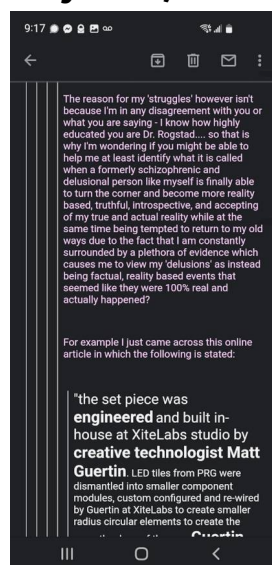 9:17
The reason for my 'struggles' however isn't
because I'm in any disagreement with you or
what you are saying - I know how highly
educated you are Dr. Rogstad.... so that is
why I'm wondering if you might be able to
help me at least identify what it is called
when a formerly schizophrenic and
delusional person like myself is finally able
to turn the corner and become more reality
based, truthful, introspective, and accepting
of my true and actual reality while at the
same time being tempted to return to my old
ways due to the fact that I am constantly
surrounded by a plethora of evidence which
causes me to view my 'delusions' as instead
being factual, reality based events that
seemed like they were 100% real and
actually happened?
For example I just came across this online
article in which the following is stated:
"the set piece was
engineered and built in-
house at XiteLabs studio by
creative technologist Matt
Guertin. LED tiles from PRG were
dismantled into smaller component
modules, custom configured and re-wired
by Guertin at XiteLabs to create smaller
radius circular elements to create the
Guertin